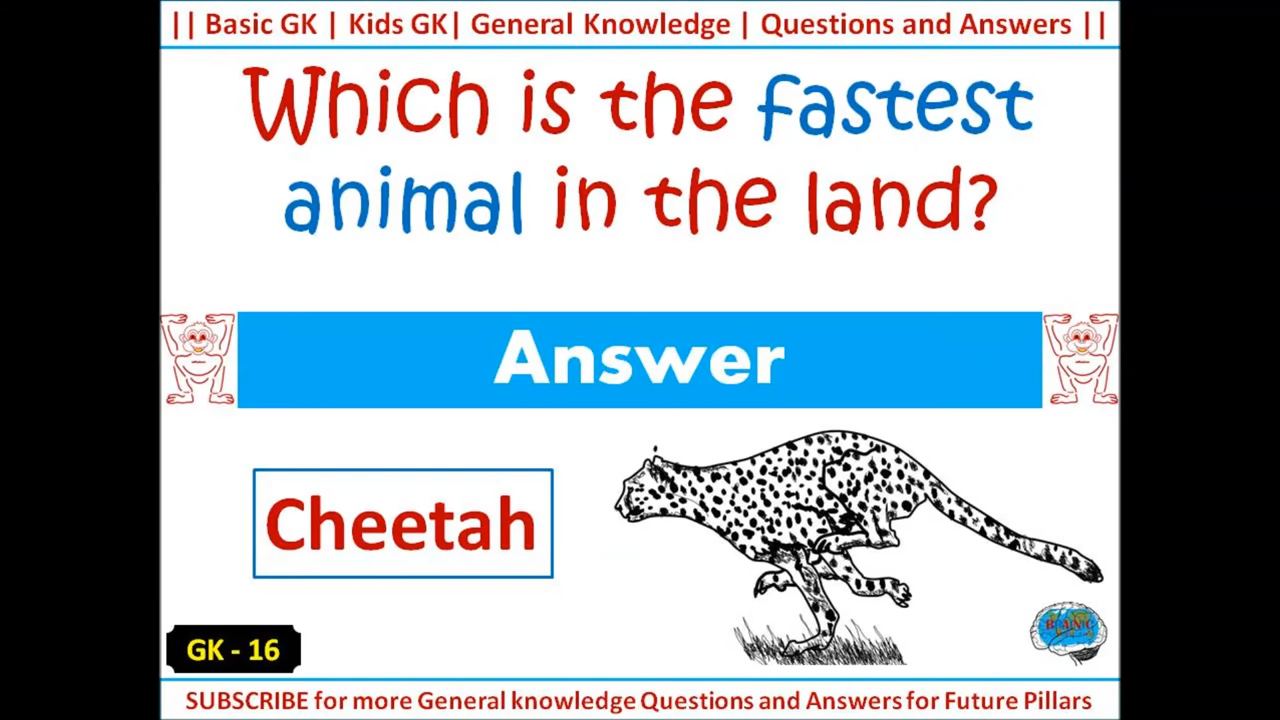 || Basic GK | Kids GK| General Knowledge | Questions and Answers ||
Which is the fastest
animal in the land?
Answer
Cheetah
GK - 16
SUBSCRIBE for more General knowledge Questions and Answers for Future Pillars